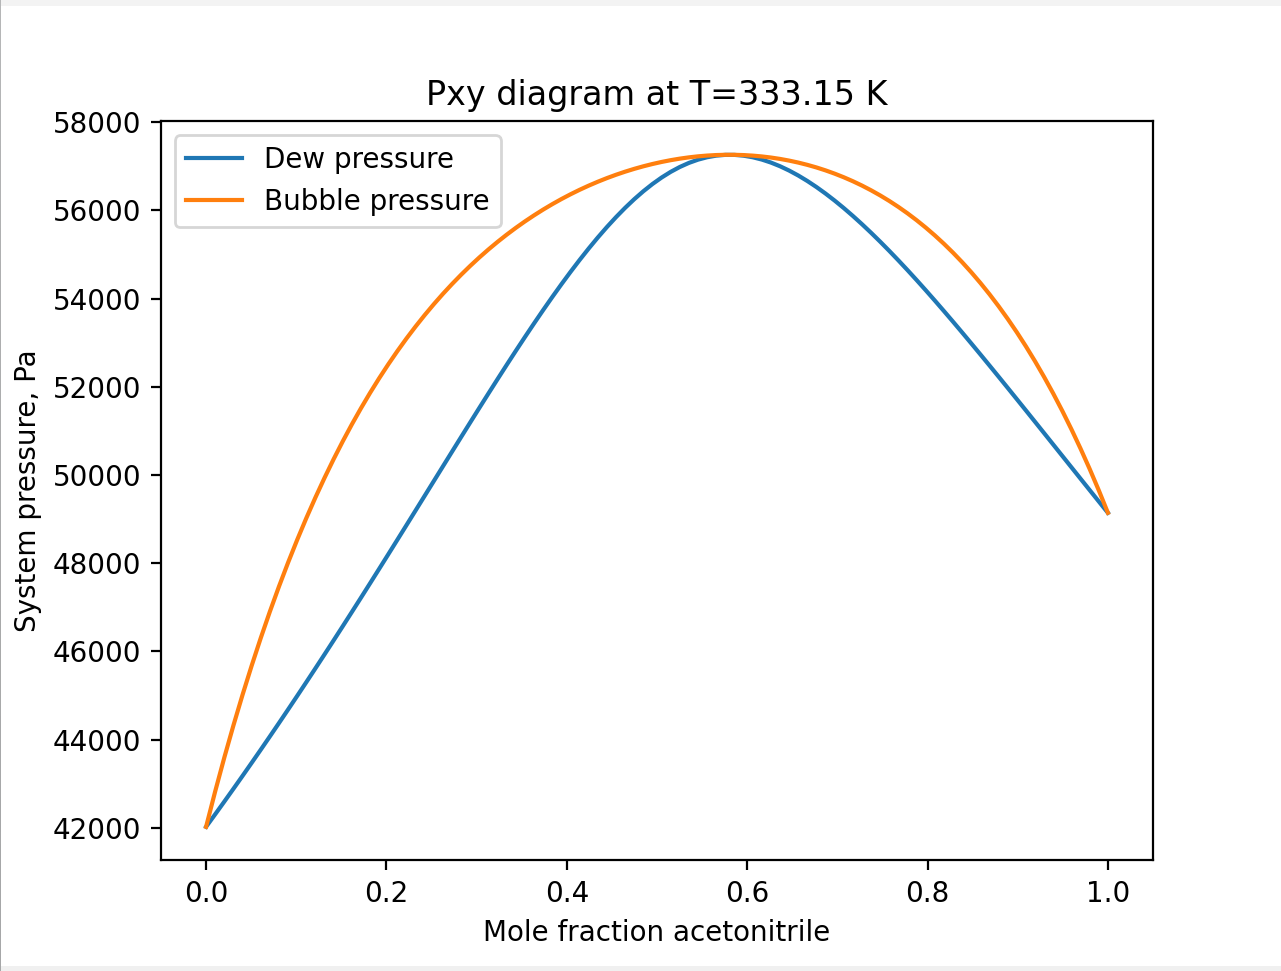 Pxy diagram at T=333.15 K
Dew pressure
Bubble pressure
58000
56000
54000
52000
50000
48000
46000
44000
42000
System pressure, Pa
0.0 0.2 0.4 0.6 0.8 1.0
Mole fraction acetonitrile